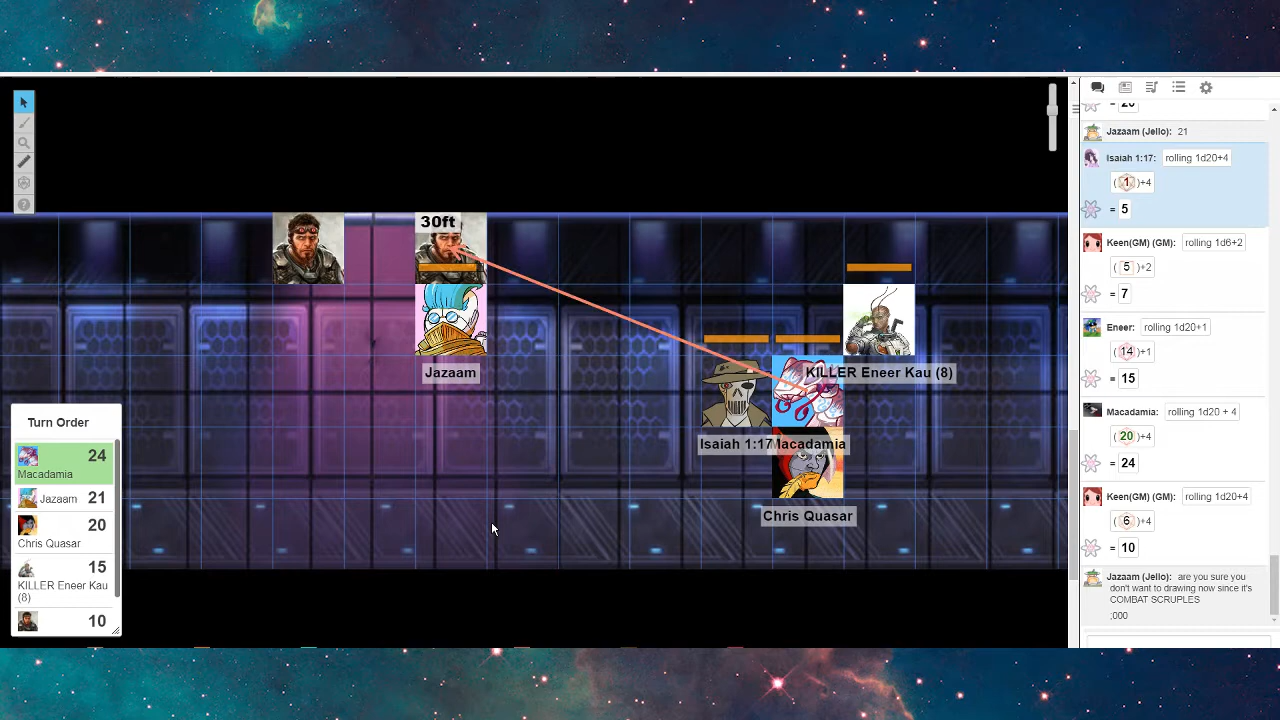 30ft
Jazaam
KILLER Eneer Kau (8)
Isaiah 1:17
Macadamia
Chris Quasar
Turn Order
24
Macadamia
Jazaam 21
20
Chris Quasar
15
KILLER Eneer Kau
(8)
10
= 20
Jazaam (Jello): 21
Isaiah 1:17: rolling 1d20+4
(1)+4
= 5
Keen(GM) (GM): rolling 1d6+2
(5)+2
= 7
Eneer: rolling 1d20+1
(14)+1
= 15
Macadamia: rolling 1d20 + 4
(20)+4
= 24
Keen(GM) (GM): rolling 1d20+4
(6)+4
= 10
Jazaam (Jello): are you sure you
don't want to drawing now since it's
COMBAT SCRUPLES
;000